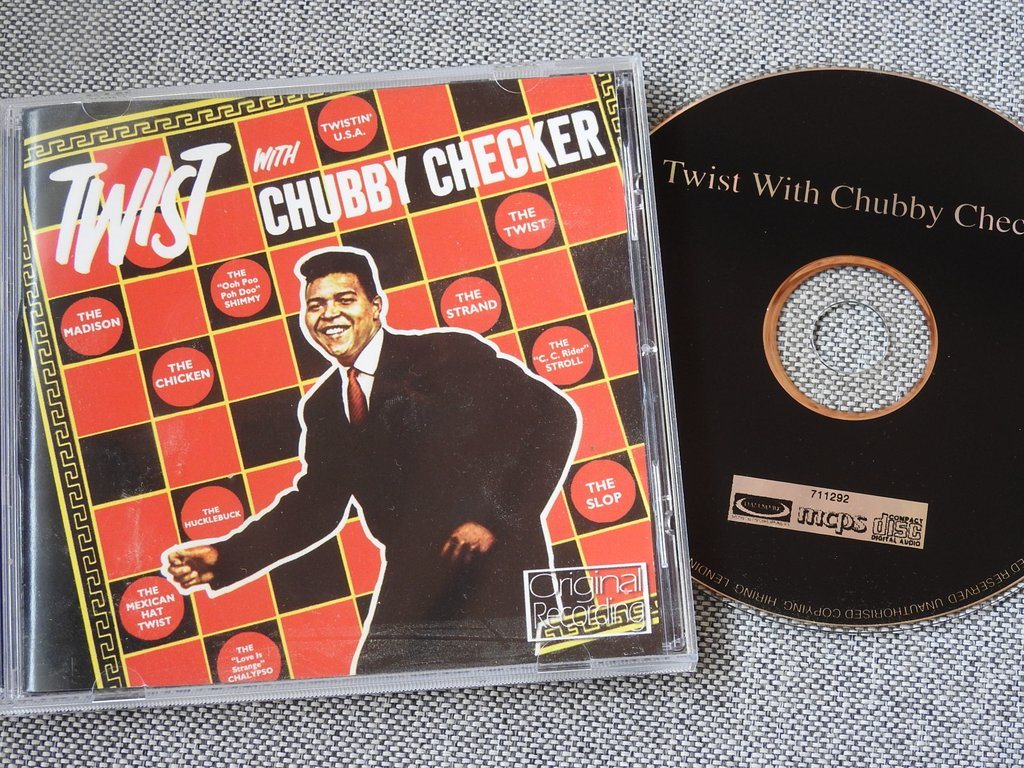 TWIST
WITH
CHUBBY CHECKER
TWISTIN'
U.S.A.
THE
TWIST
THE
"Ooh Poo
Pah Doo"
SHIMMY
THE
STRAND
THE
MADISON
THE
"C. C. Rider"
STROLL
THE
CHICKEN
THE
SLOP
THE
HUCKLEBUCK
THE
MEXICAN
HAT
TWIST
THE
"Love Is
Strange"
CHALYPSO
Original
Recording
Twist With Chubby Chec
711292
HALLMARK
mcps
COMPACT
disc
DIGITAL AUDIO
ED RESERVED UNAUTHORISED COPYING HIRING LENDIN